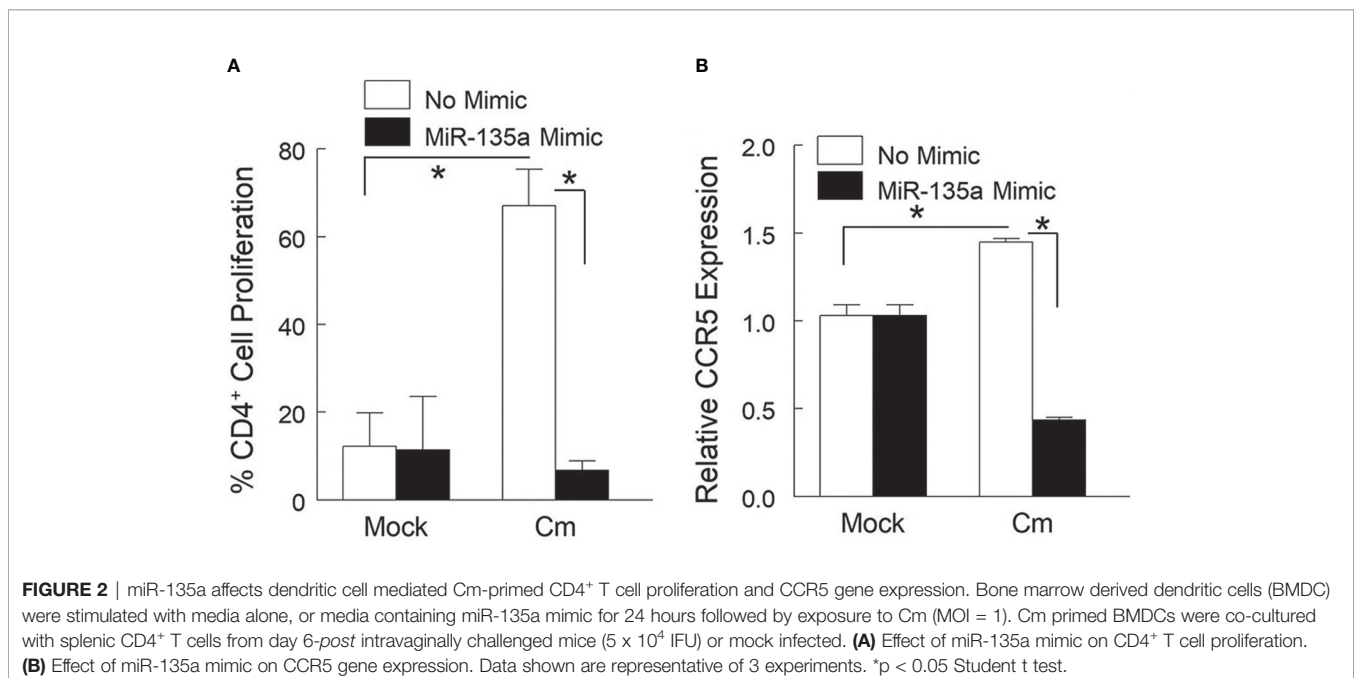 A
No Mimic
MiR-135a Mimic
80
60
40
20
0
% CD4⁺ Cell Proliferation
*
*
Mock
Cm
B
No Mimic
MiR-135a Mimic
2.0
1.5
1.0
0.5
0.0
Relative CCR5 Expression
*
*
Mock
Cm
FIGURE 2 | miR-135a affects dendritic cell mediated Cm-primed CD4⁺ T cell proliferation and CCR5 gene expression. Bone marrow derived dendritic cells (BMDC)
were stimulated with media alone, or media containing miR-135a mimic for 24 hours followed by exposure to Cm (MOI = 1). Cm primed BMDCs were co-cultured
with splenic CD4⁺ T cells from day 6-post intravaginally challenged mice (5 x 10⁴ IFU) or mock infected. (A) Effect of miR-135a mimic on CD4⁺ T cell proliferation.
(B) Effect of miR-135a mimic on CCR5 gene expression. Data shown are representative of 3 experiments. *p < 0.05 Student t test.